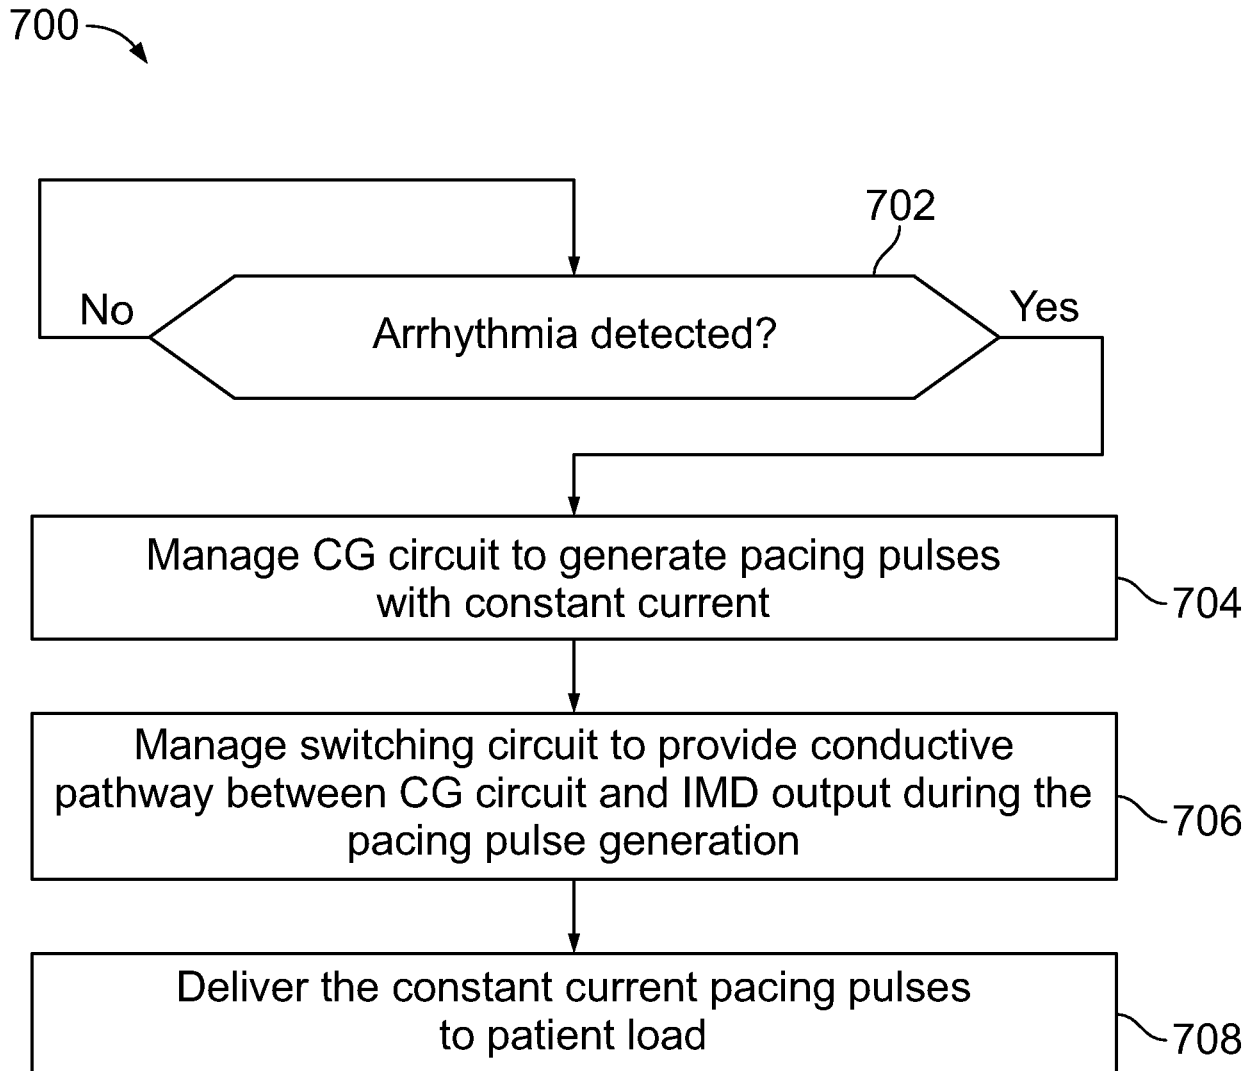 700
702
No
Yes
Arrhythmia detected?
Manage CG circuit to generate pacing pulses
with constant current
704
Manage switching circuit to provide conductive
pathway between CG circuit and IMD output during the
pacing pulse generation
706
Deliver the constant current pacing pulses
to patient load
708